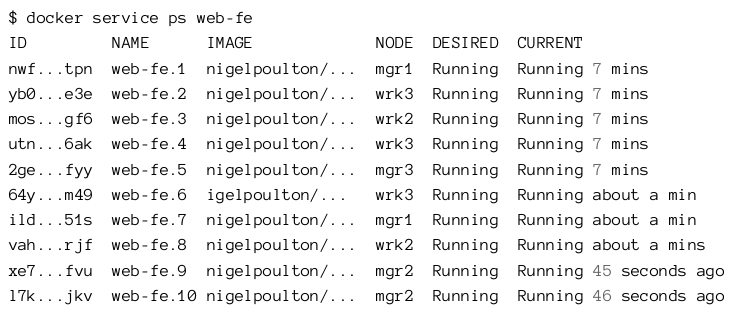 $ docker service ps web-fe
ID         NAME      IMAGE             NODE  DESIRED  CURRENT
nwf...tpn  web-fe.1  nigelpoulton/...  mgr1  Running  Running 7 mins
yb0...e3e  web-fe.2  nigelpoulton/...  wrk3  Running  Running 7 mins
mos...gf6  web-fe.3  nigelpoulton/...  wrk2  Running  Running 7 mins
utn...6ak  web-fe.4  nigelpoulton/...  wrk3  Running  Running 7 mins
2ge...fyy  web-fe.5  nigelpoulton/...  mgr3  Running  Running 7 mins
64y...m49  web-fe.6  igelpoulton/...   wrk3  Running  Running about a min
ild...51s  web-fe.7  nigelpoulton/...  mgr1  Running  Running about a min
vah...rjf  web-fe.8  nigelpoulton/...  wrk2  Running  Running about a mins
xe7...fvu  web-fe.9  nigelpoulton/...  mgr2  Running  Running 45 seconds ago
l7k...jkv  web-fe.10 nigelpoulton/...  mgr2  Running  Running 46 seconds ago